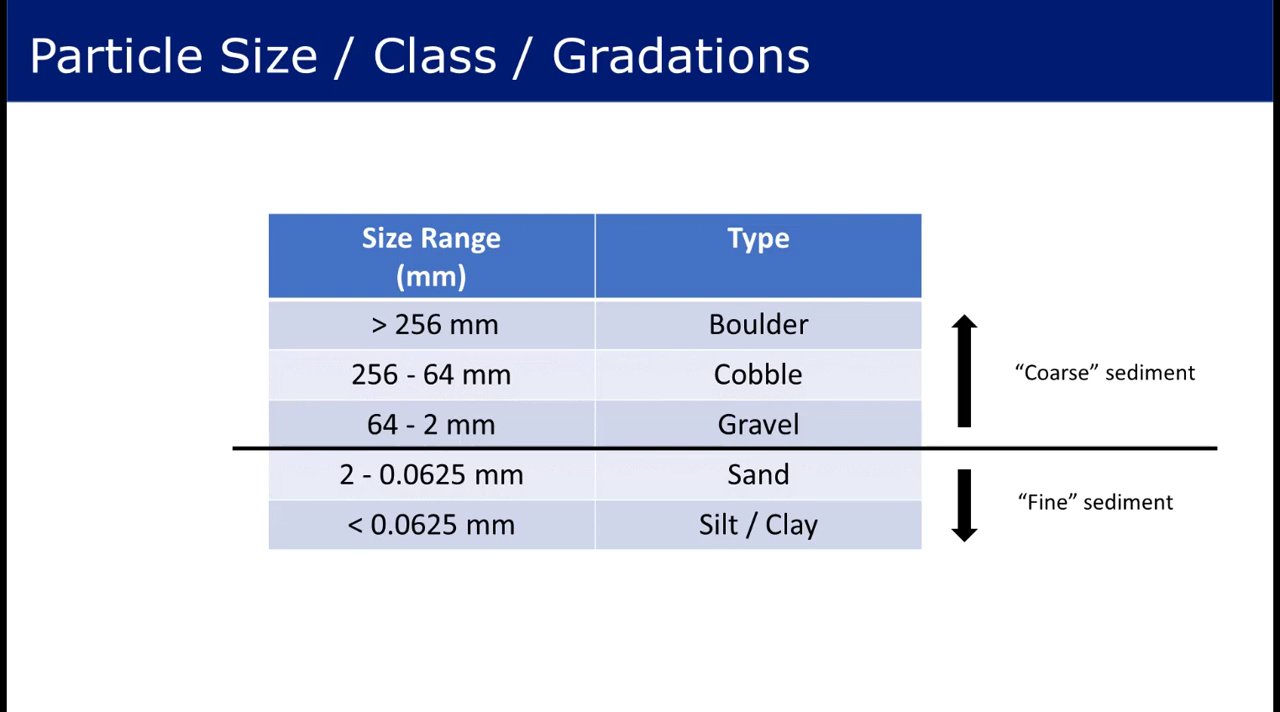 Particle Size / Class / Gradations
Size Range
(mm)
Type
> 256 mm
Boulder
256 - 64 mm
Cobble
“Coarse” sediment
64 - 2 mm
Gravel
2 - 0.0625 mm
Sand
“Fine” sediment
< 0.0625 mm
Silt / Clay